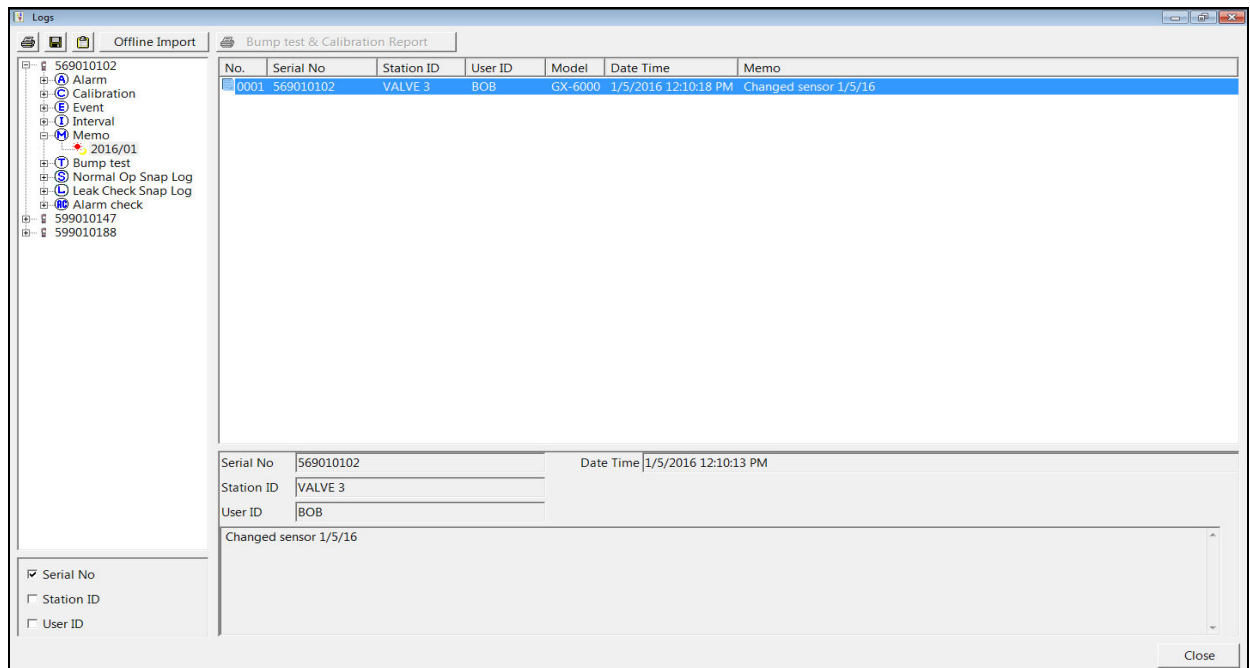 Logs
Offline Import Bump test & Calibration Report
569010102
A Alarm
C Calibration
E Event
I Interval
M Memo
2016/01
T Bump test
S Normal Op Snap Log
L Leak Check Snap Log
AC Alarm check
599010147
599010188
Serial No
Station ID
User ID
No. Serial No Station ID User ID Model Date Time Memo
0001 569010102 VALVE 3 BOB GX-6000 1/5/2016 12:10:18 PM Changed sensor 1/5/16
Serial No 569010102 Date Time 1/5/2016 12:10:13 PM
Station ID VALVE 3
User ID BOB
Changed sensor 1/5/16
Close